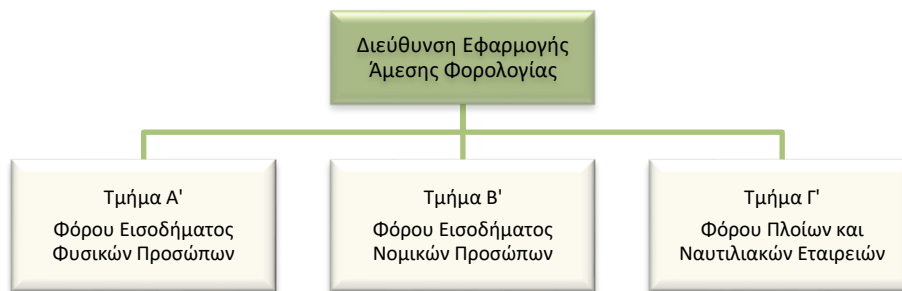 Διεύθυνση Εφαρμογής
Άμεσης Φορολογίας
Τμήμα Α'
Φόρου Εισοδήματος
Φυσικών Προσώπων
Τμήμα Β'
Φόρου Εισοδήματος
Νομικών Προσώπων
Τμήμα Γ'
Φόρου Πλοίων και
Ναυτιλιακών Εταιρειών